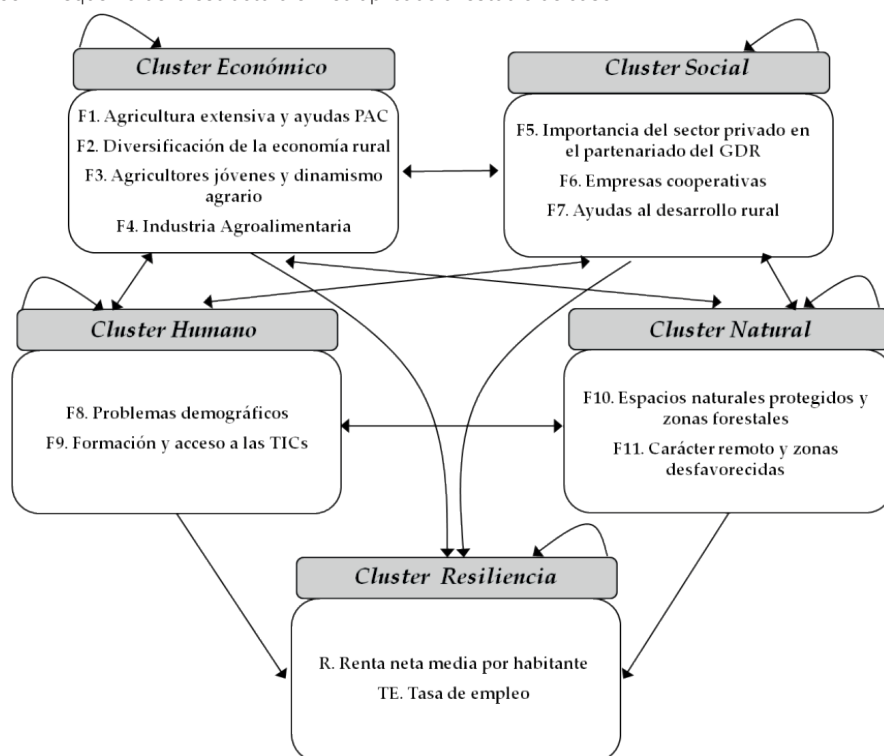 Cluster Económico
F1. Agricultura extensiva y ayudas PAC
F2. Diversificación de la economía rural
F3. Agricultores jóvenes y dinamismo
agrario
F4. Industria Agroalimentaria
Cluster Social
F5. Importancia del sector privado en
el partenariado del GDR
F6. Empresas cooperativas
F7. Ayudas al desarrollo rural
Cluster Humano
F8. Problemas demográficos
F9. Formación y acceso a las TICs
Cluster Natural
F10. Espacios naturales protegidos y
zonas forestales
F11. Carácter remoto y zonas
desfavorecidas
Cluster Resiliencia
R. Renta neta media por habitante
TE. Tasa de empleo